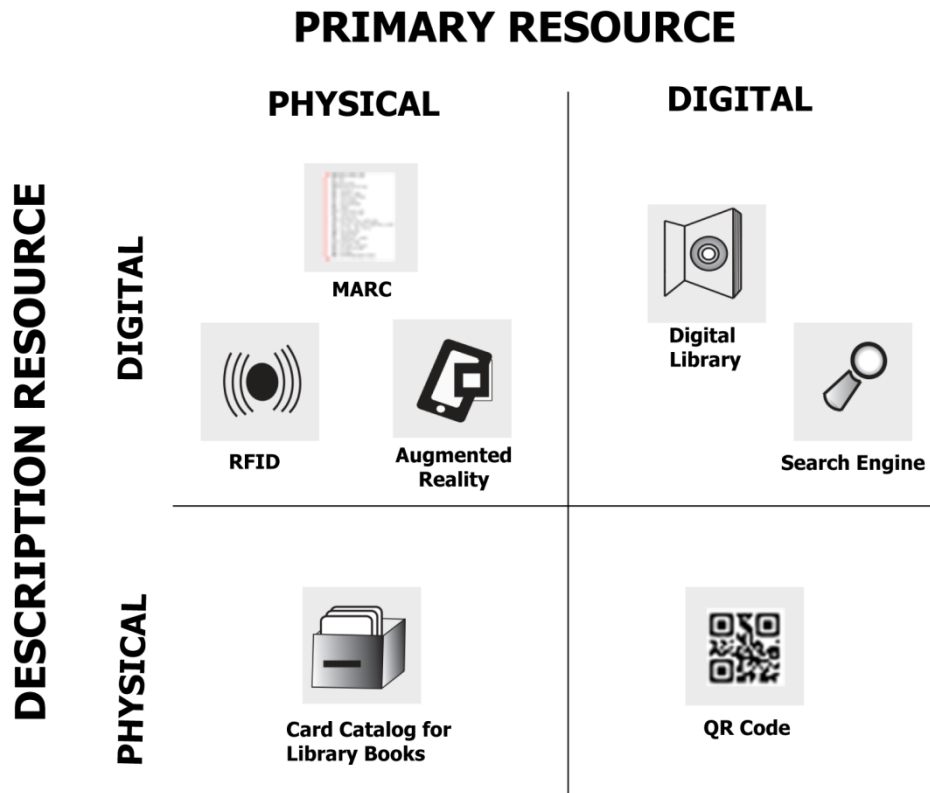 PRIMARY RESOURCE
PHYSICAL
DIGITAL
DESCRIPTION RESOURCE
DIGITAL
MARC
RFID
Augmented
Reality
Digital
Library
Search Engine
PHYSICAL
Card Catalog for
Library Books
QR Code